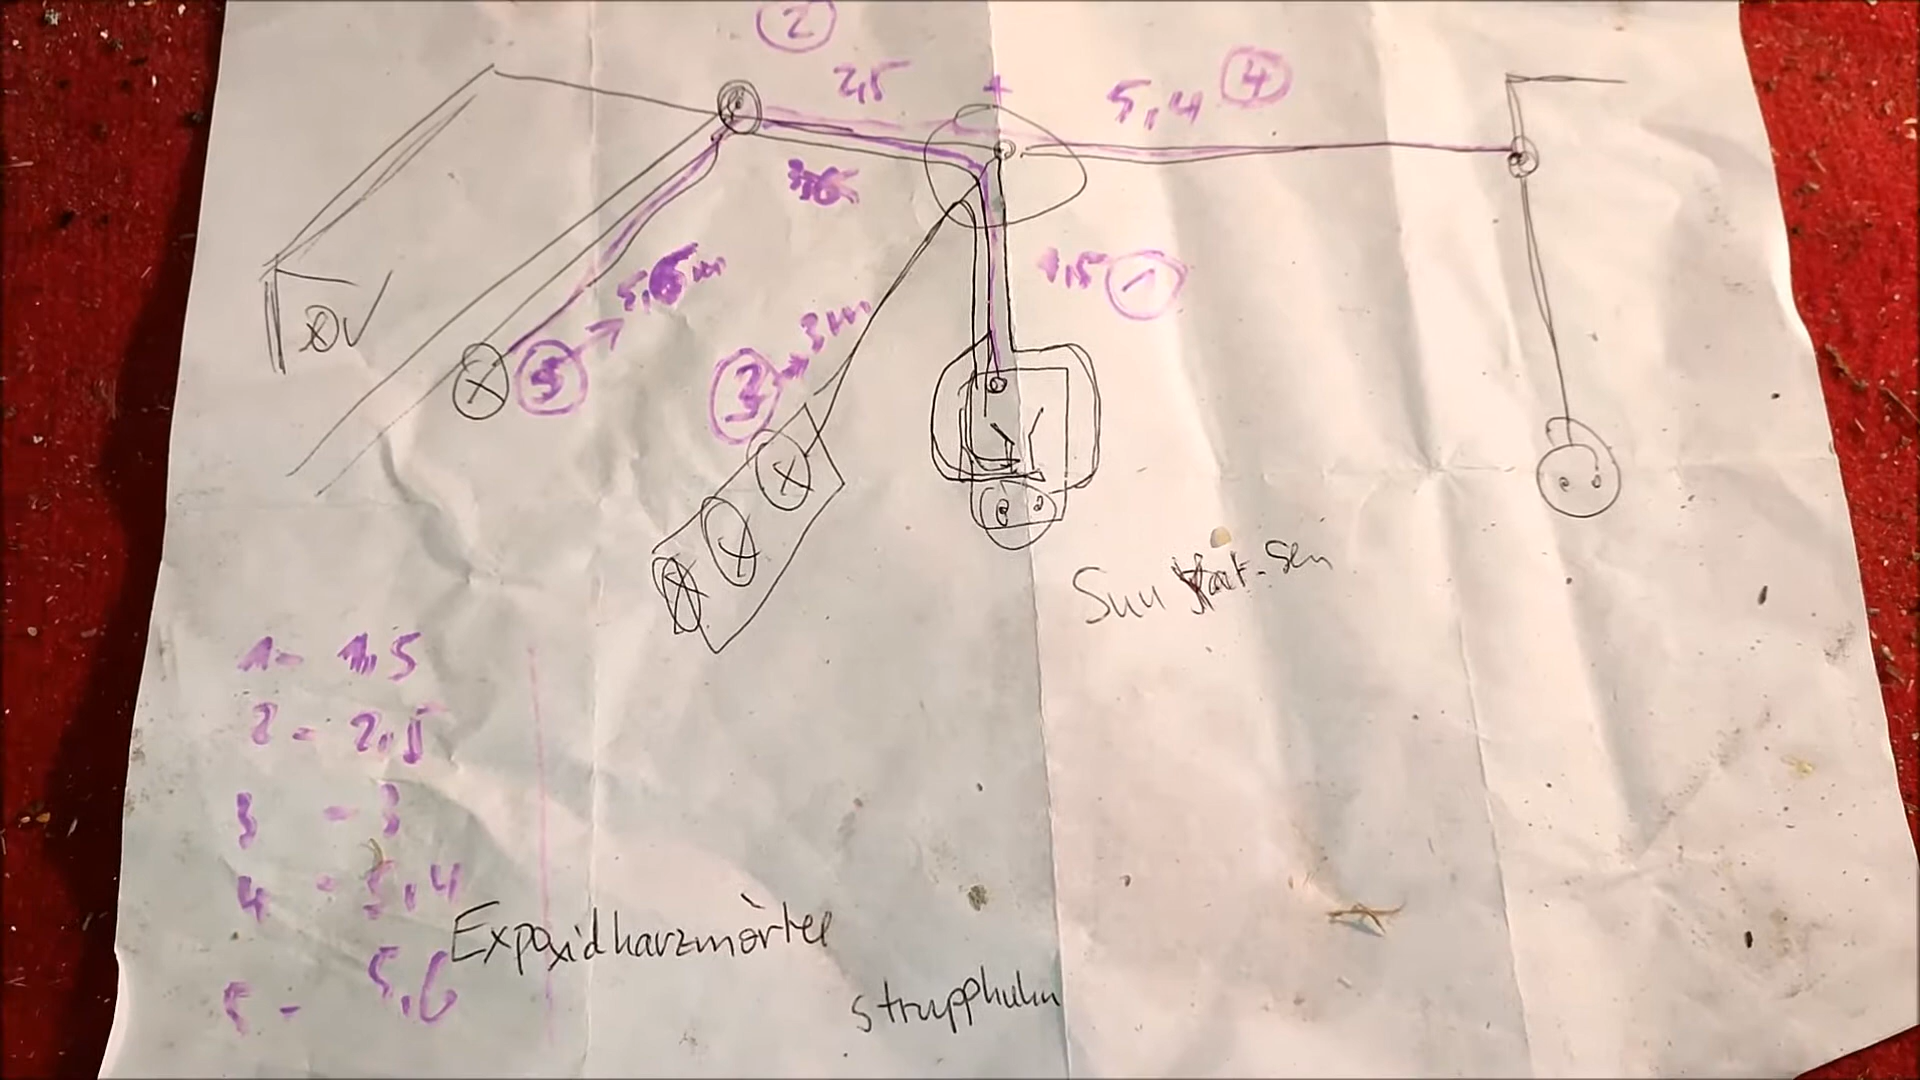 2
2,5
5,4 4
3,6
1,5 1
5,6m
5
3m
3
1- 1,5
2- 2,5
3 - 3
4 - 5,4
5- 5,6
Expoxidharzmörtel
strupphuhn